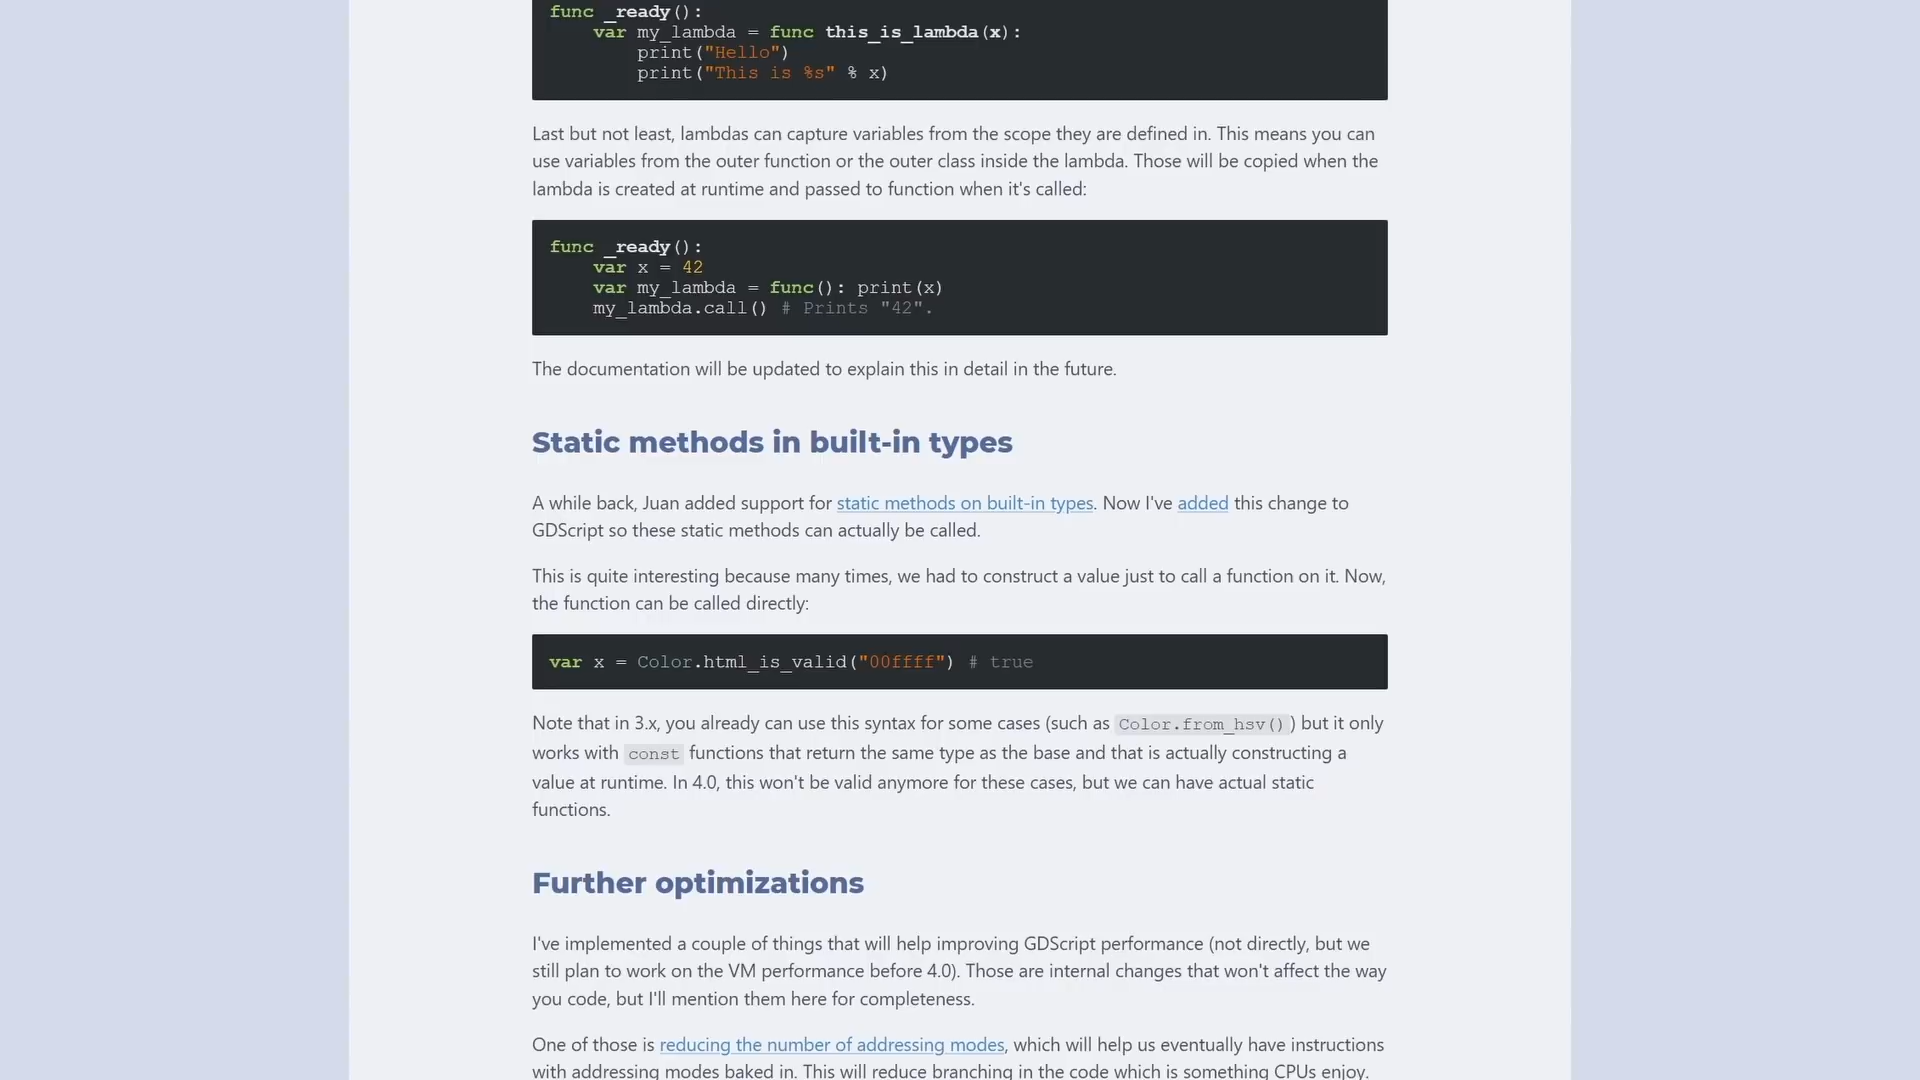 func _ready():
    var my_lambda = func this_is_lambda(x):
        print("Hello")
        print("This is %s" % x)
Last but not least, lambdas can capture variables from the scope they are defined in. This means you can
use variables from the outer function or the outer class inside the lambda. Those will be copied when the
lambda is created at runtime and passed to function when it's called:
func _ready():
    var x = 42
    var my_lambda = func(): print(x)
    my_lambda.call() # Prints "42".
The documentation will be updated to explain this in detail in the future.
Static methods in built-in types
A while back, Juan added support for static methods on built-in types. Now I've added this change to
GDScript so these static methods can actually be called.
This is quite interesting because many times, we had to construct a value just to call a function on it. Now,
the function can be called directly:
var x = Color.html_is_valid("00ffff") # true
Note that in 3.x, you already can use this syntax for some cases (such as Color.from_hsv()) but it only
works with const functions that return the same type as the base and that is actually constructing a
value at runtime. In 4.0, this won't be valid anymore for these cases, but we can have actual static
functions.
Further optimizations
I've implemented a couple of things that will help improving GDScript performance (not directly, but we
still plan to work on the VM performance before 4.0). Those are internal changes that won't affect the way
you code, but I'll mention them here for completeness.
One of those is reducing the number of addressing modes, which will help us eventually have instructions
with addressing modes baked in. This will reduce branching in the code which is something CPUs enjoy.